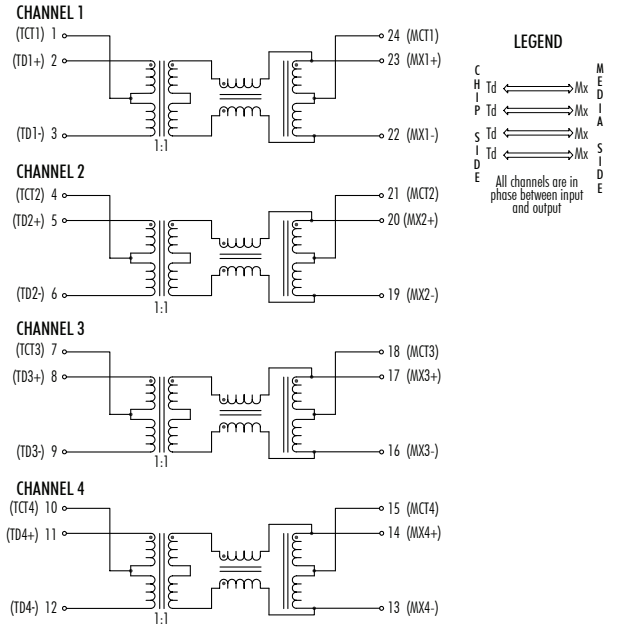 CHANNEL 1
(TCT1) 1
(TD1+) 2
(TD1-) 3
1:1
24 (MCT1)
23 (MX1+)
22 (MX1-)
CHANNEL 2
(TCT2) 4
(TD2+) 5
(TD2-) 6
1:1
21 (MCT2)
20 (MX2+)
19 (MX2-)
CHANNEL 3
(TCT3) 7
(TD3+) 8
(TD3-) 9
1:1
18 (MCT3)
17 (MX3+)
16 (MX3-)
CHANNEL 4
(TCT4) 10
(TD4+) 11
(TD4-) 12
1:1
15 (MCT4)
14 (MX4+)
13 (MX4-)
LEGEND
CHIP SIDE
Td Mx
Td Mx
Td Mx
Td Mx
MEDIA SIDE
All channels are in
phase between input
and output